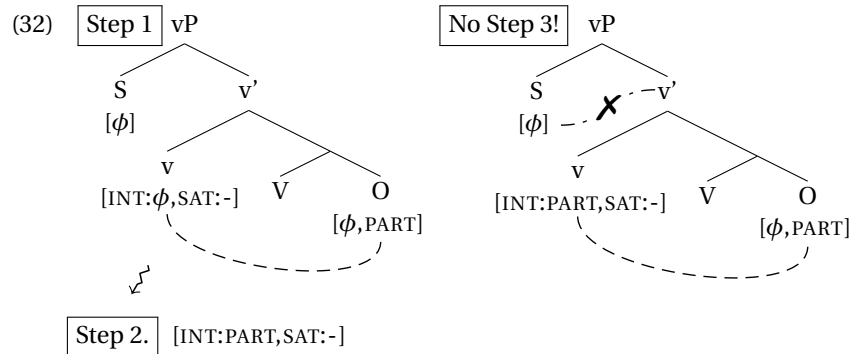 (32) Step 1 vP No Step 3! vP
S v’ S v’
[ϕ] ✗ [ϕ]
v v
V O V O
[INT:ϕ,SAT:-] [INT:PART,SAT:-]
[ϕ,PART] [ϕ,PART]
Step 2. [INT:PART,SAT:-]